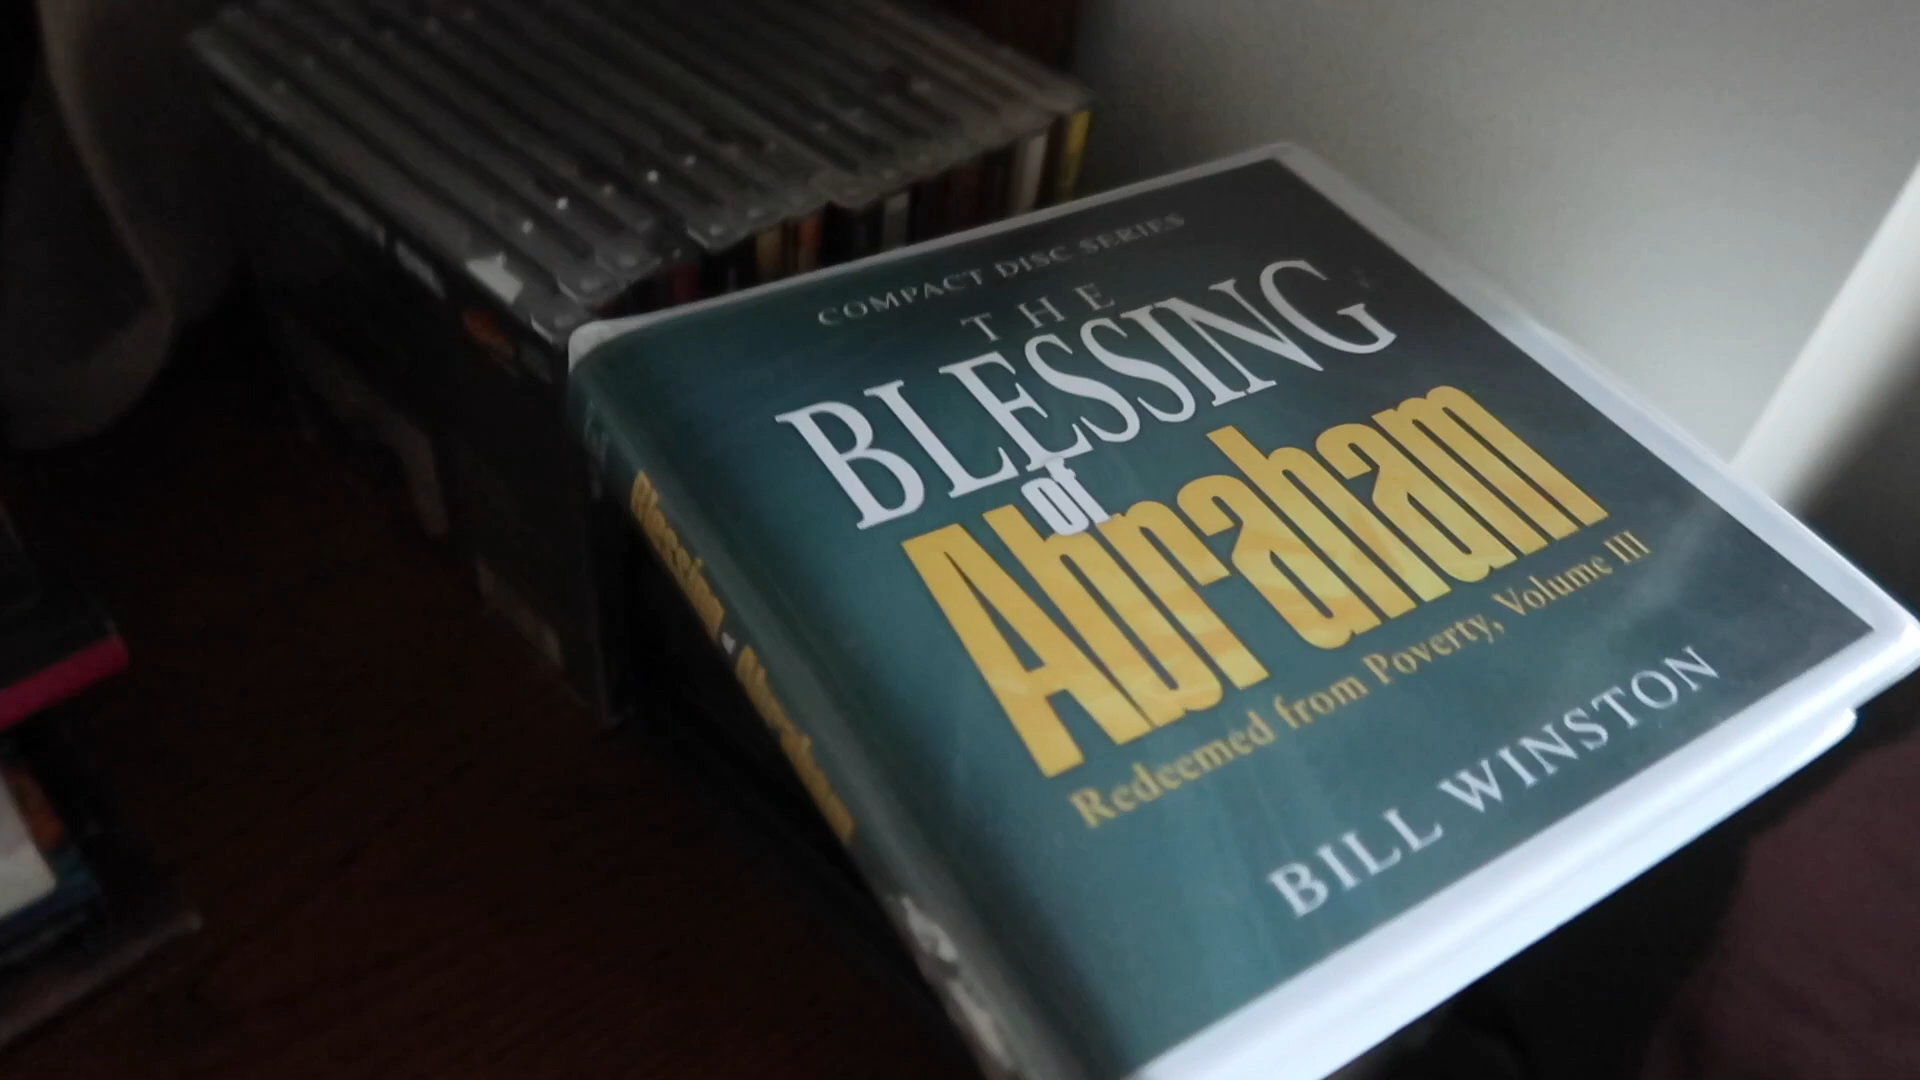 COMPACT DISC SERIES
THE
BLESSING
of
Abraham
Redeemed from Poverty, Volume III
BILL WINSTON
Blessing of Abraham